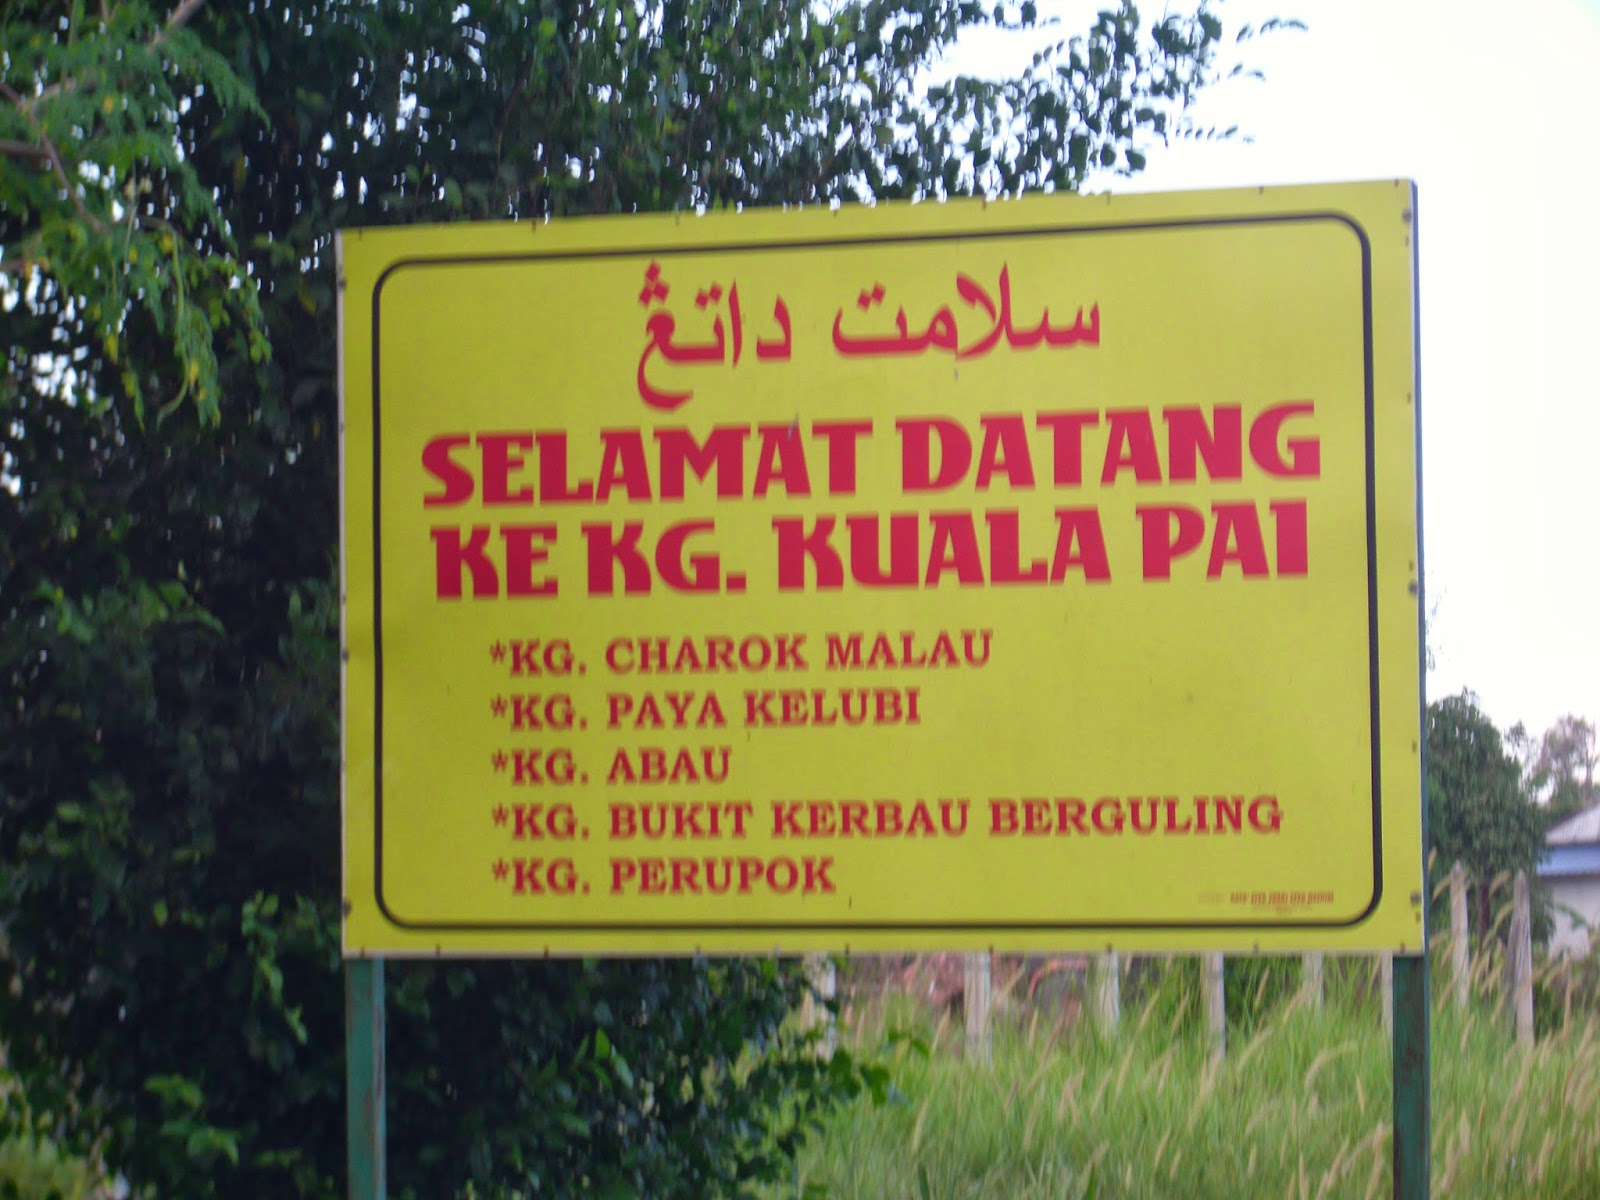 سلامت داتڠ
SELAMAT DATANG
KE KG. KUALA PAI
*KG. CHAROK MALAU
*KG. PAYA KELUBI
*KG. ABAU
*KG. BUKIT KERBAU BERGULING
*KG. PERUPOK